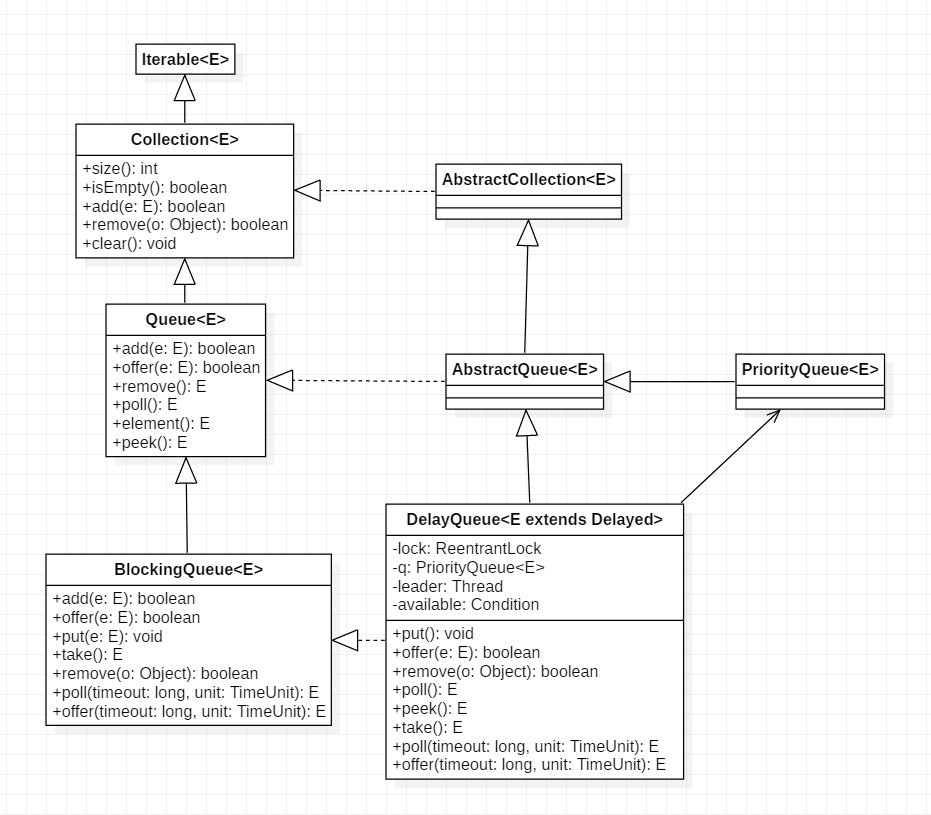 Iterable<E>
Collection<E>
+size(): int
+isEmpty(): boolean
+add(e: E): boolean
+remove(o: Object): boolean
+clear(): void
AbstractCollection<E>
Queue<E>
+add(e: E): boolean
+offer(e: E): boolean
+remove(): E
+poll(): E
+element(): E
+peek(): E
AbstractQueue<E>
PriorityQueue<E>
BlockingQueue<E>
+add(e: E): boolean
+offer(e: E): boolean
+put(e: E): void
+take(): E
+remove(o: Object): boolean
+poll(timeout: long, unit: TimeUnit): E
+offer(timeout: long, unit: TimeUnit): E
DelayQueue<E extends Delayed>
-lock: ReentrantLock
-q: PriorityQueue<E>
-leader: Thread
-available: Condition
+put(): void
+offer(e: E): boolean
+remove(o: Object): boolean
+poll(): E
+peek(): E
+take(): E
+poll(timeout: long, unit: TimeUnit): E
+offer(timeout: long, unit: TimeUnit): E